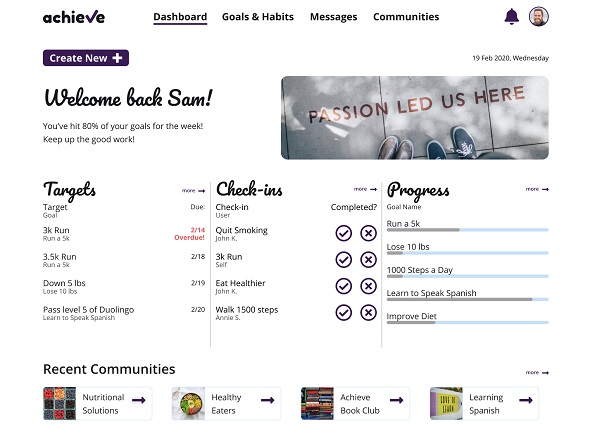 achieve
Dashboard
Goals & Habits
Messages
Communities
Create New
19 Feb 2020, Wednesday
Welcome back Sam!
You've hit 80% of your goals for the week!
Keep up the good work!
PASSION LED US HERE
Targets
more
Target
Due:
Goal
3k Run
2/14
Run a 5k
Overdue!
3.5k Run
2/18
Run a 5k
Down 5 lbs
2/19
Lose 10 lbs
Pass level 5 of Duolingo
2/20
Learn to Speak Spanish
Check-ins
more
Check-in
Completed?
User
Quit Smoking
John K.
3k Run
Self
Eat Healthier
John K.
Walk 1500 steps
Annie S.
Progress
more
Goal Name
Run a 5k
Lose 10 lbs
1000 Steps a Day
Learn to Speak Spanish
Improve Diet
Recent Communities
more
Nutritional
Solutions
Healthy
Eaters
Achieve
Book Club
Learning
Spanish